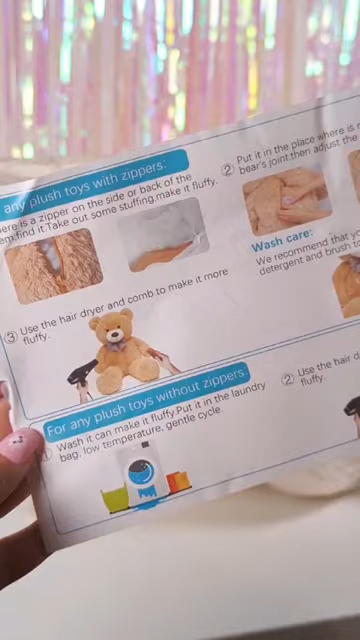 any plush toys with zippers:
ere is a zipper on the side or back of the
em.find it.Take out some stuffing.make it fluffy.
② Put it in the place where is
bear's joint.then adjust the
Wash care:
We recommend that yo
detergent and brush to
③ Use the hair dryer and comb to make it more
fluffy.
For any plush toys without zippers:
① Wash it can make it fluffy.Put it in the laundry
bag, low temperature, gentle cycle.
② Use the hair d
fluffy.